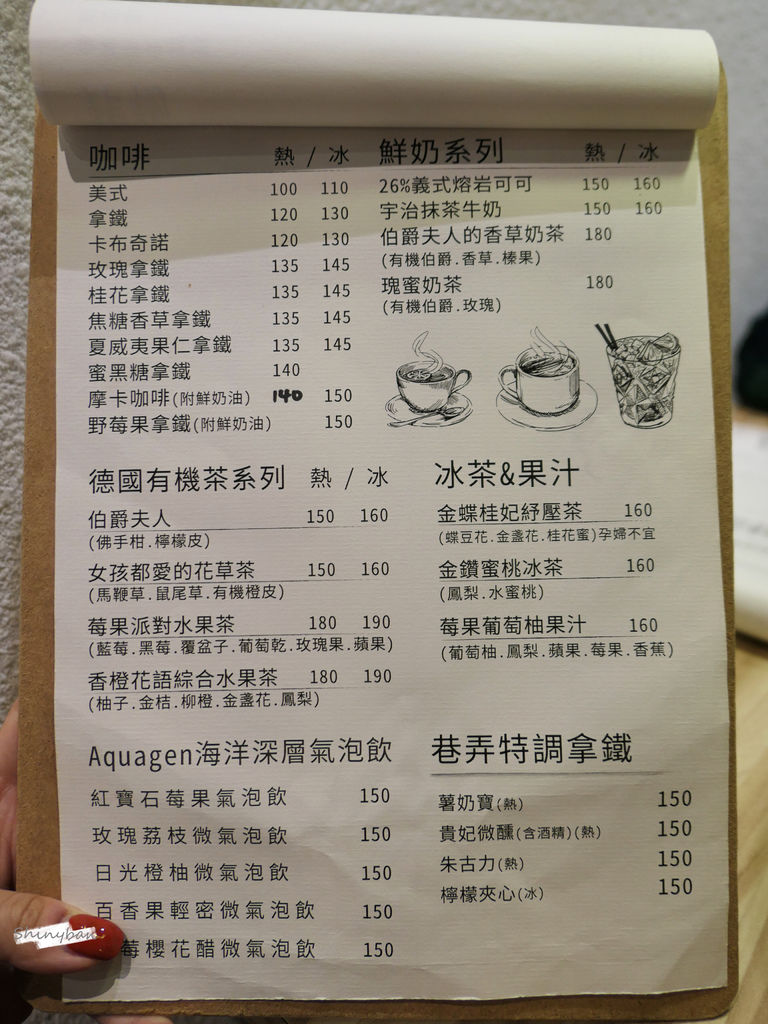 咖啡 熱 / 冰
美式 100 110
拿鐵 120 130
卡布奇諾 120 130
玫瑰拿鐵 135 145
桂花拿鐵 135 145
焦糖香草拿鐵 135 145
夏威夷果仁拿鐵 135 145
蜜黑糖拿鐵 140
摩卡咖啡(附鮮奶油) 140 150
野莓果拿鐵(附鮮奶油) 150
鮮奶系列 熱 / 冰
26%義式熔岩可可 150 160
宇治抹茶牛奶 150 160
伯爵夫人的香草奶茶 180
(有機伯爵.香草.榛果)
瑰蜜奶茶 180
(有機伯爵.玫瑰)
德國有機茶系列 熱 / 冰
伯爵夫人 150 160
(佛手柑.檸檬皮)
女孩都愛的花草茶 150 160
(馬鞭草.鼠尾草.有機橙皮)
莓果派對水果茶 180 190
(藍莓.黑莓.覆盆子.葡萄乾.玫瑰果.蘋果)
香橙花語綜合水果茶 180 190
(柚子.金桔.柳橙.金盞花.鳳梨)
冰茶&果汁
金蝶桂妃紓壓茶 160
(蝶豆花.金盞花.桂花蜜)孕婦不宜
金鑽蜜桃冰茶 160
(鳳梨.水蜜桃)
莓果葡萄柚果汁 160
(葡萄柚.鳳梨.蘋果.莓果.香蕉)
Aquagen海洋深層氣泡飲
紅寶石莓果氣泡飲 150
玫瑰荔枝微氣泡飲 150
日光橙柚微氣泡飲 150
百香果輕密微氣泡飲 150
莓櫻花醋微氣泡飲 150
巷弄特調拿鐵
薯奶寶(熱) 150
貴妃微醺(含酒精)(熱) 150
朱古力(熱) 150
檸檬夾心(冰) 150